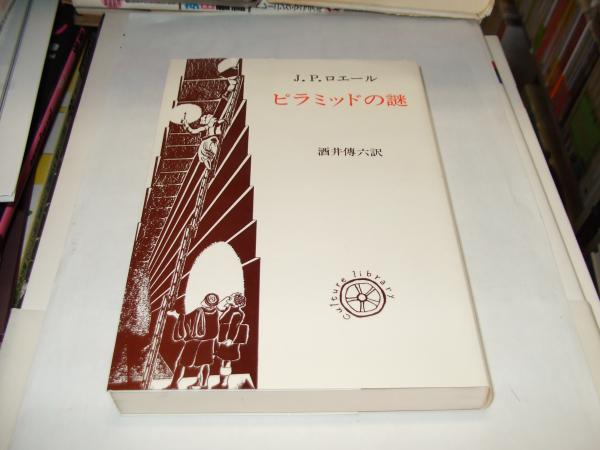 J.P.ロエール
ピラミッドの謎
酒井傳六訳
culture library